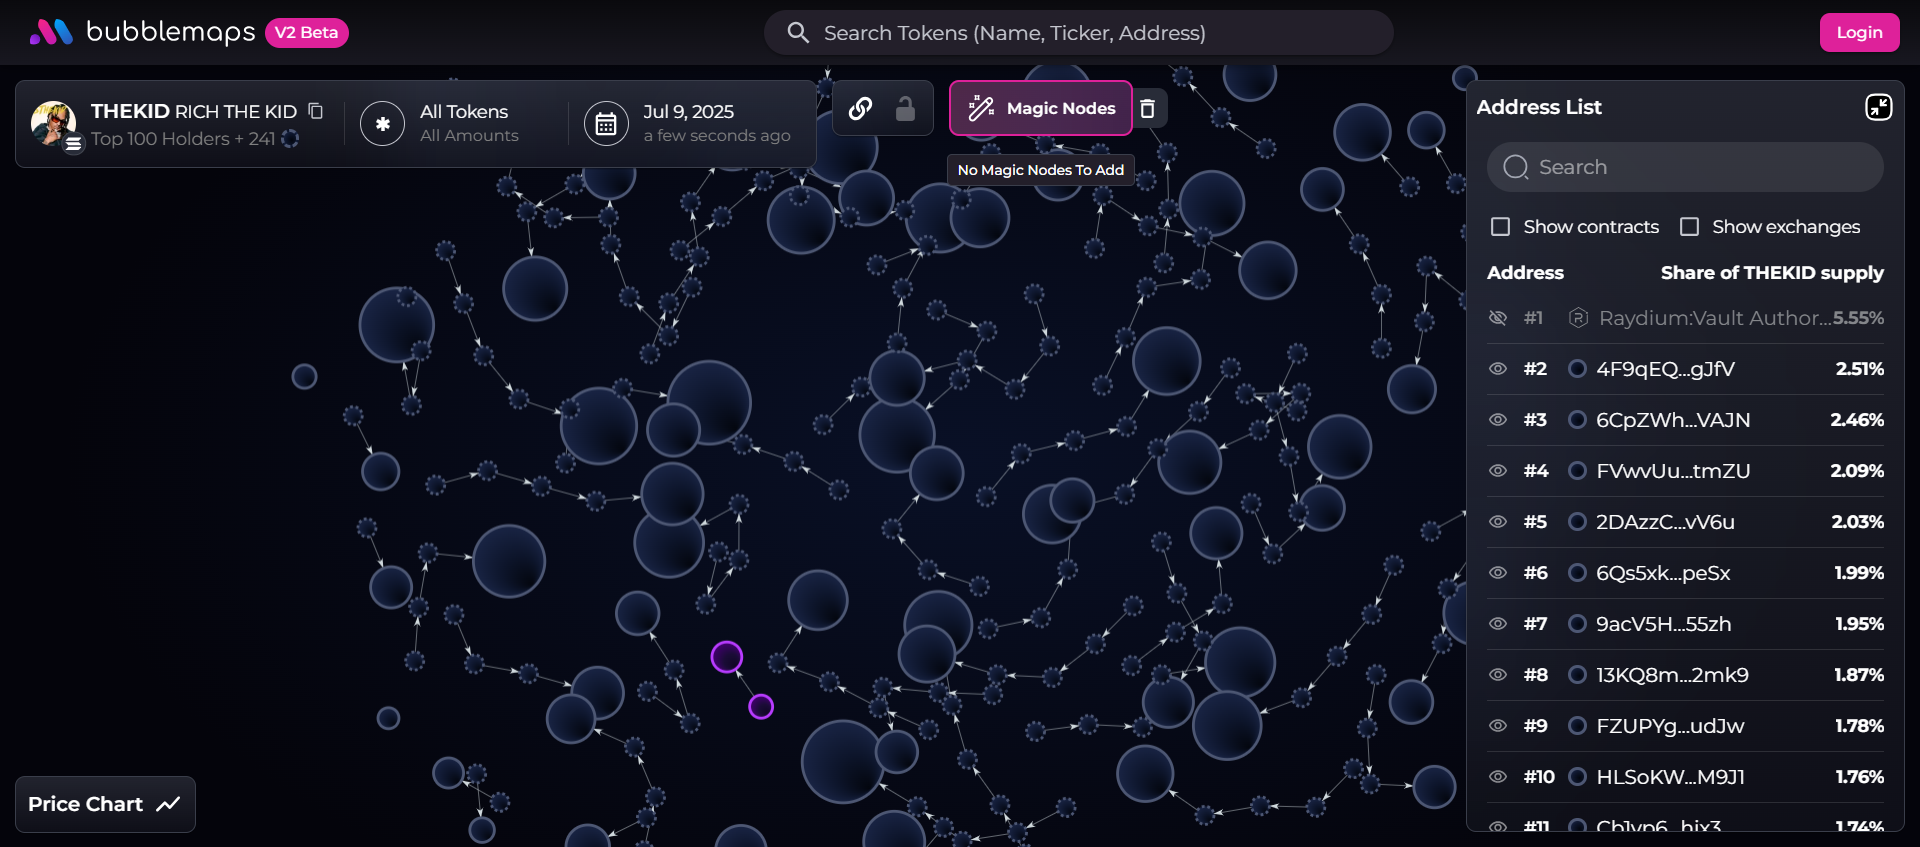 bubblemaps V2 Beta
Search Tokens (Name, Ticker, Address)
Login
THEKID RICH THE KID
Top 100 Holders + 241
All Tokens
All Amounts
Jul 9, 2025
a few seconds ago
Magic Nodes
No Magic Nodes To Add
Address List
Search
Show contracts Show exchanges
Address Share of THEKID supply
#1 Raydium:Vault Author... 5.55%
#2 4F9qEQ...gJfV 2.51%
#3 6CpZWh...VAJN 2.46%
#4 FVwvUu...tmZU 2.09%
#5 2DAzzC...vV6u 2.03%
#6 6Qs5xk...peSx 1.99%
#7 9acV5H...55zh 1.95%
#8 13KQ8m...2mk9 1.87%
#9 FZUPYg...udJw 1.78%
#10 HLSoKW...M9J1 1.76%
#11 1.74%
Price Chart